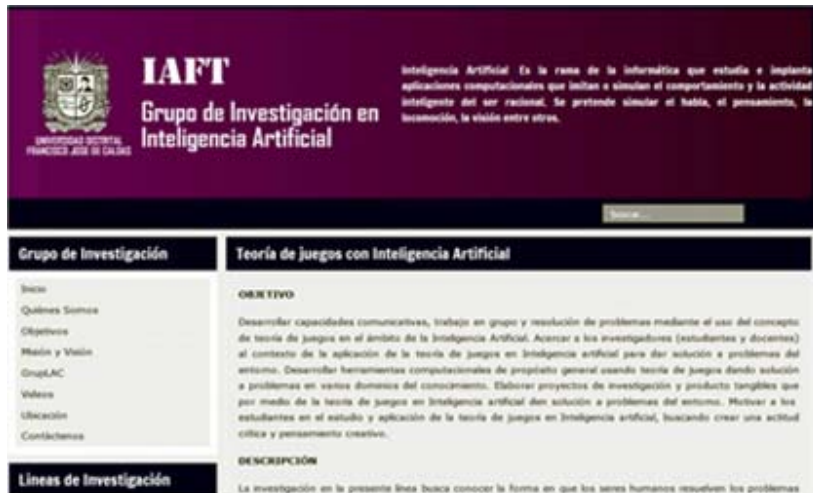 IAFT
Grupo de Investigación en
Inteligencia Artificial
UNIVERSIDAD DISTRITAL
FRANCISCO JOSE DE CALDAS
Inteligencia Artificial Es la rama de la informática que estudia e implanta
aplicaciones computacionales que imitan o simulan el comportamiento y la actividad
inteligente del ser racional. Se pretende simular el habla, el pensamiento, la
locomoción, la visión entre otros.
buscar...
Grupo de Investigación
Inicio
Quiénes Somos
Objetivos
Misión y Visión
GrupLAC
Videos
Ubicación
Contáctenos
Lineas de Investigación
Teoría de juegos con Inteligencia Artificial
OBJETIVO
Desarrollar capacidades comunicativas, trabajo en grupo y resolución de problemas mediante el uso del concepto
de teoría de juegos en el ámbito de la Inteligencia Artificial. Acercar a los investigadores (estudiantes y docentes)
al contexto de la aplicación de la teoría de juegos en Inteligencia artificial para dar solución a problemas del
entorno. Desarrollar herramientas computacionales de propósito general usando teoría de juegos dando solución
a problemas en varios dominios del conocimiento. Elaborar proyectos de investigación y producto tangibles que
por medio de la teoría de juegos en Inteligencia artificial den solución a problemas del entorno. Motivar a los
estudiantes en el estudio y aplicación de la teoría de juegos en Inteligencia artificial, buscando crear una actitud
crítica y pensamiento creativo.
DESCRIPCIÓN
La investigación en la presente línea busca conocer la forma en que los seres humanos resuelven los problemas